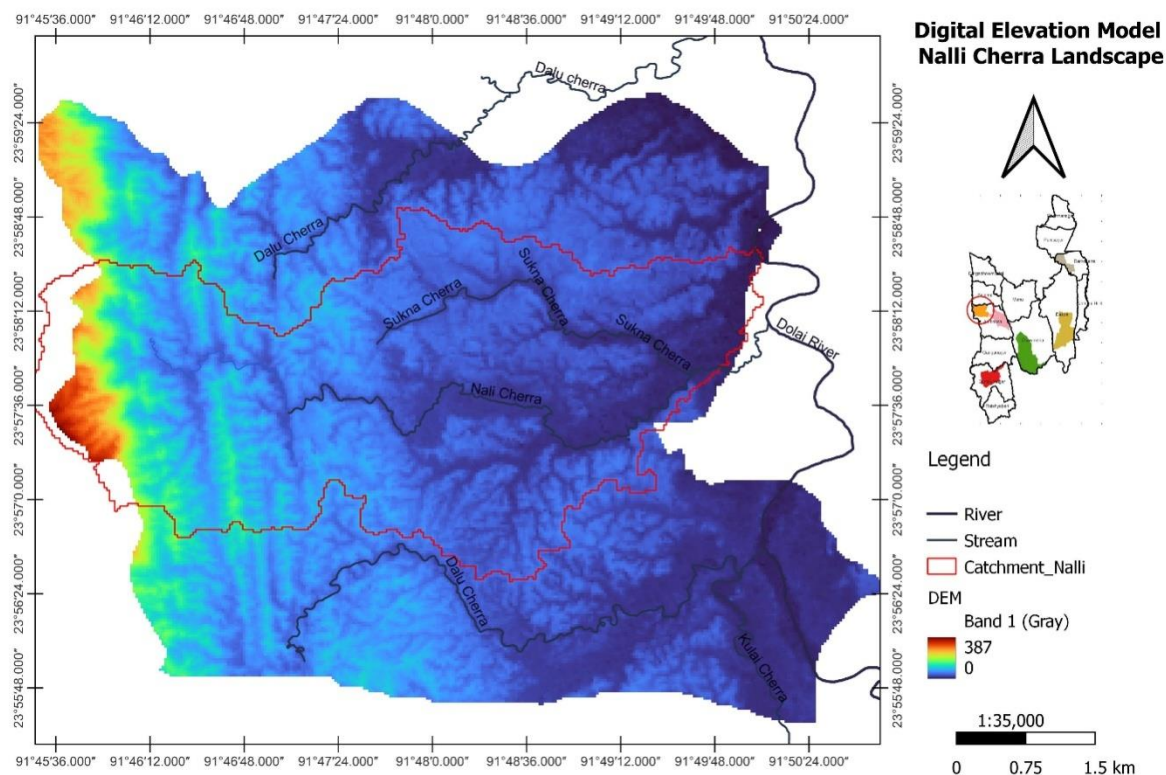 91°45'36.000" 91°46'12.000" 91°46'48.000" 91°47'24.000" 91°48'0.000" 91°48'36.000" 91°49'12.000" 91°49'48.000" 91°50'24.000"
Digital Elevation Model
Nalli Cherra Landscape
23°59'24.000"
23°58'48.000"
23°58'12.000"
23°57'36.000"
23°57'0.000"
23°56'24.000"
23°55'48.000"
Dalu cherra
Dalu Cherra
Sukna Cherra
Sukna Cherra
Sukna Cherra
Dolai River
Nali Cherra
Dalu Cherra
Kulai Cherra
23°59'24.000"
23°58'48.000"
23°58'12.000"
23°57'36.000"
23°57'0.000"
23°56'24.000"
23°55'48.000"
91°45'36.000" 91°46'12.000" 91°46'48.000" 91°47'24.000" 91°48'0.000" 91°48'36.000" 91°49'12.000" 91°49'48.000" 91°50'24.000"
Legend
River
Stream
Catchment_Nalli
DEM
Band 1 (Gray)
387
0
1:35,000
0 0.75 1.5 km